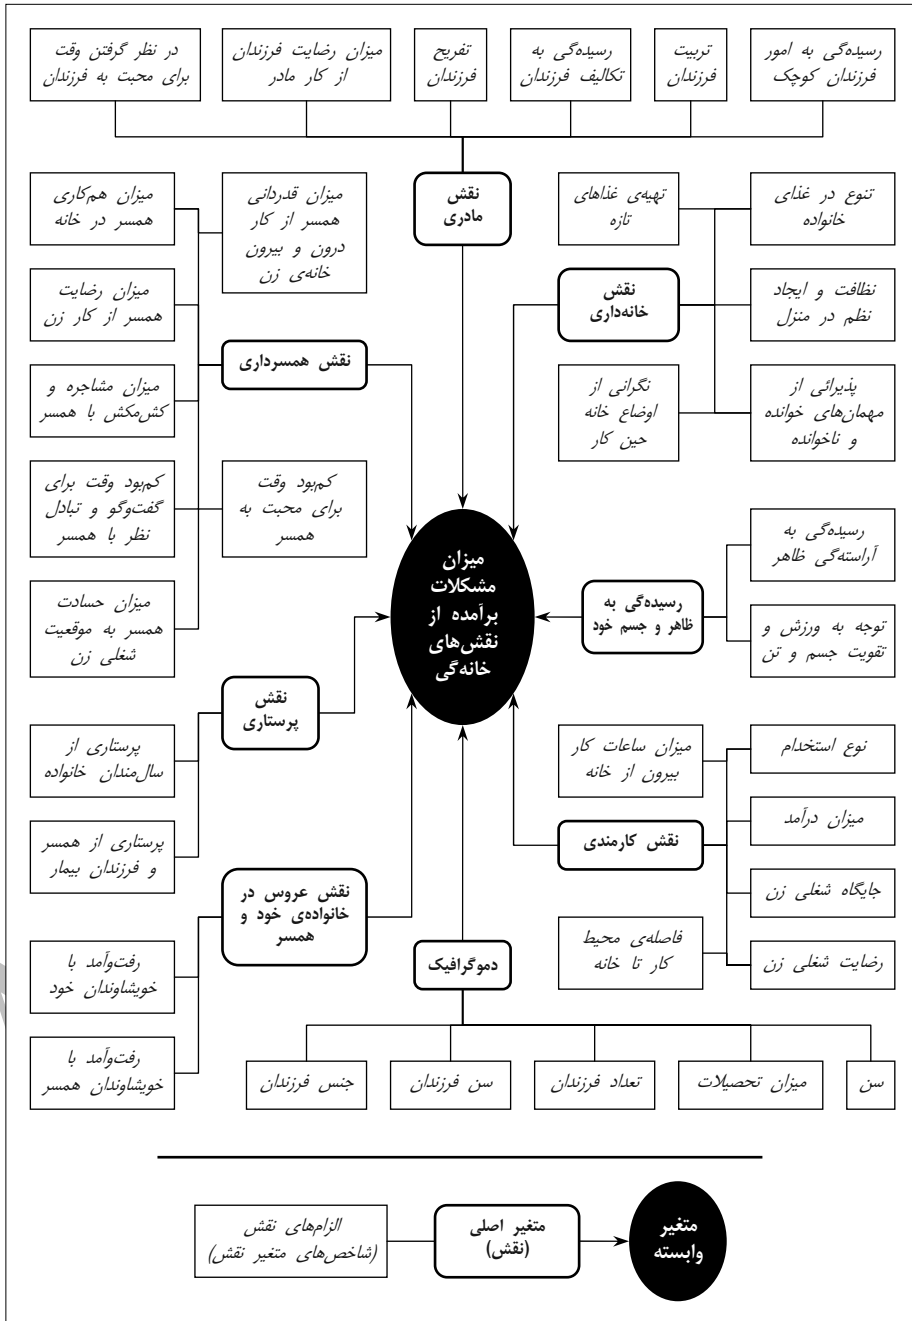 رسیده‌گی به امور
فرزندان کوچک
تربیت
فرزندان
رسیده‌گی به
تکالیف فرزندان
تفریح
فرزندان
میزان رضایت فرزندان
از کار مادر
در نظر گرفتن وقت
برای محبت به فرزندان
نقش
مادری
تنوع در غذای
خانواده
تهیه‌ی غذاهای
تازه
نظافت و ایجاد
نظم در منزل
نقش
خانه‌داری
پذیرائی از
مهمان‌های خوانده
و ناخوانده
نگرانی از
اوضاع خانه
حین کار
میزان قدردانی
همسر از کار
درون و بیرون
خانه‌ی زن
میزان هم‌کاری
همسر در خانه
میزان رضایت
همسر از کار زن
نقش همسرداری
میزان مشاجره و
کش‌مکش با همسر
کم‌بود وقت
برای محبت به
همسر
کم‌بود وقت برای
گفت‌وگو و تبادل
نظر با همسر
میزان حسادت
همسر به موقعیت
شغلی زن
میزان
مشکلات
برآمده از
نقش‌های
خانه‌گی
رسیده‌گی به
آراسته‌گی ظاهر
رسیده‌گی به
ظاهر و جسم خود
توجه به ورزش و
تقویت جسم و تن
نقش
پرستاری
پرستاری از
سال‌مندان خانواده
پرستاری از همسر
و فرزندان بیمار
نوع استخدام
میزان ساعات کار
بیرون از خانه
میزان درآمد
نقش کارمندی
جایگاه شغلی زن
رضایت شغلی زن
فاصله‌ی محیط
کار تا خانه
نقش عروس در
خانواده‌ی خود و
همسر
رفت‌وآمد با
خویشاوندان خود
رفت‌وآمد با
خویشاوندان همسر
دموگرافیک
سن
میزان تحصیلات
تعداد فرزندان
سن فرزندان
جنس فرزندان
متغیر
وابسته
متغیر اصلی
(نقش)
الزام‌های نقش
(شاخص‌های متغیر نقش)